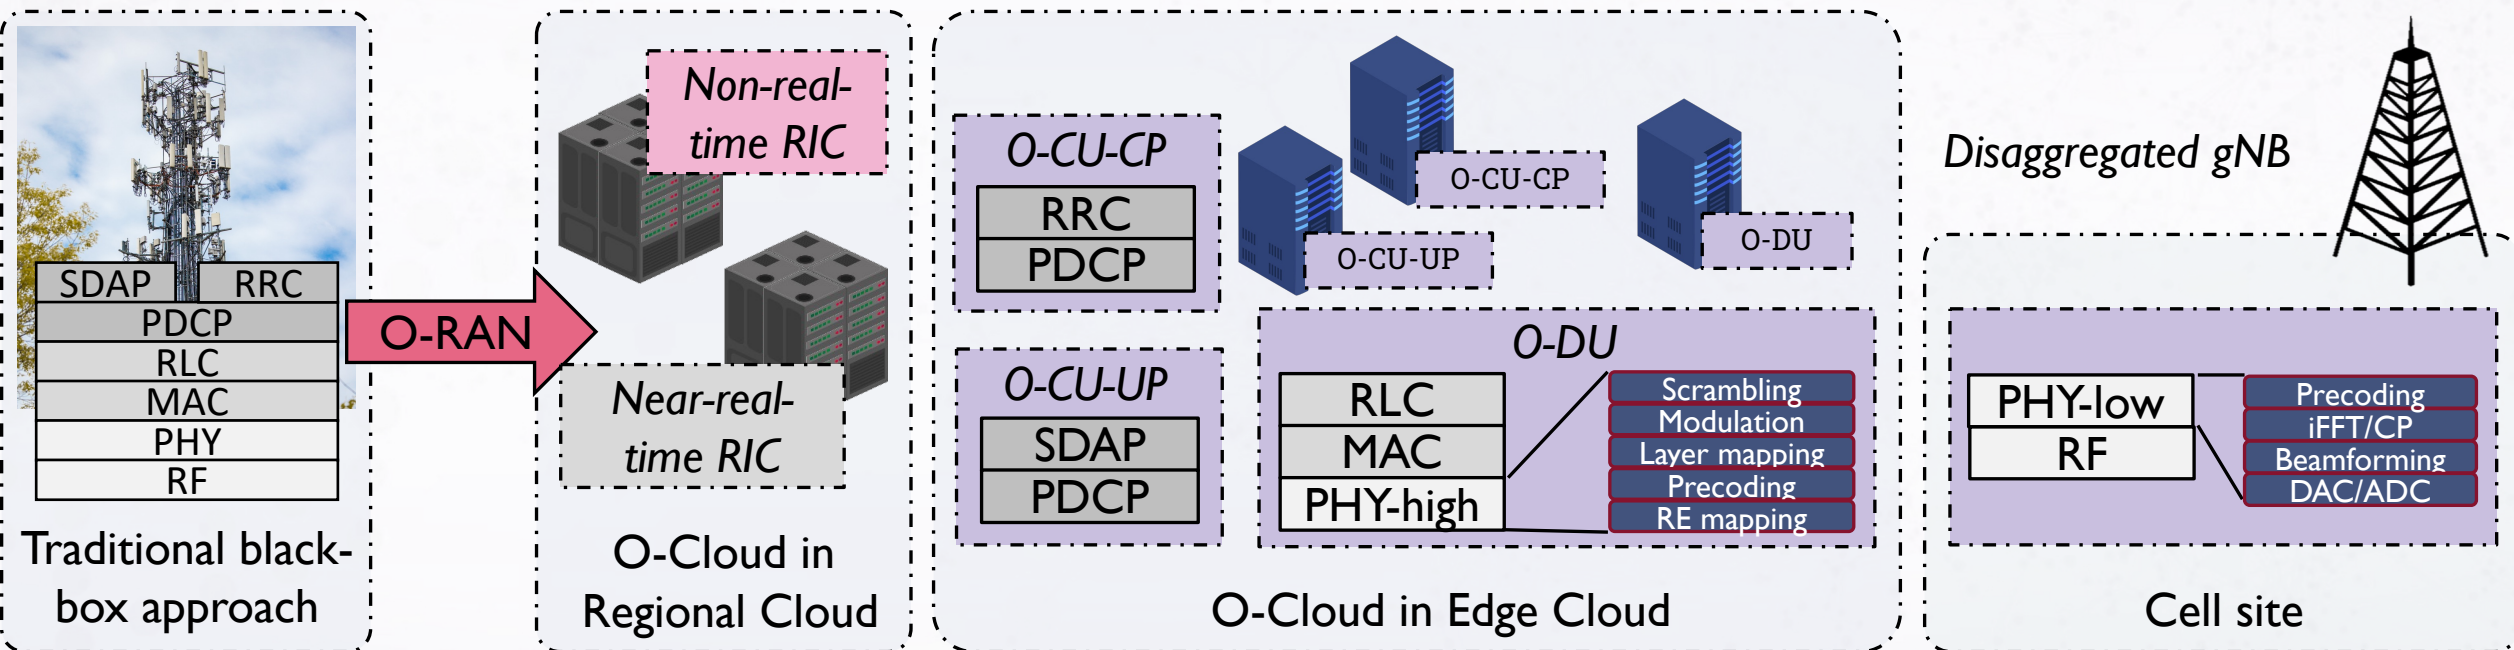 SDAP
RRC
PDCP
RLC
MAC
PHY
RF
Traditional black-
box approach
O-RAN
Non-real-
time RIC
Near-real-
time RIC
O-Cloud in
Regional Cloud
O-CU-CP
RRC
PDCP
O-CU-UP
SDAP
PDCP
O-CU-CP
O-CU-UP
O-DU
O-DU
RLC
MAC
PHY-high
Scrambling
Modulation
Layer mapping
Precoding
RE mapping
O-Cloud in Edge Cloud
Disaggregated gNB
PHY-low
RF
Precoding
iFFT/CP
Beamforming
DAC/ADC
Cell site